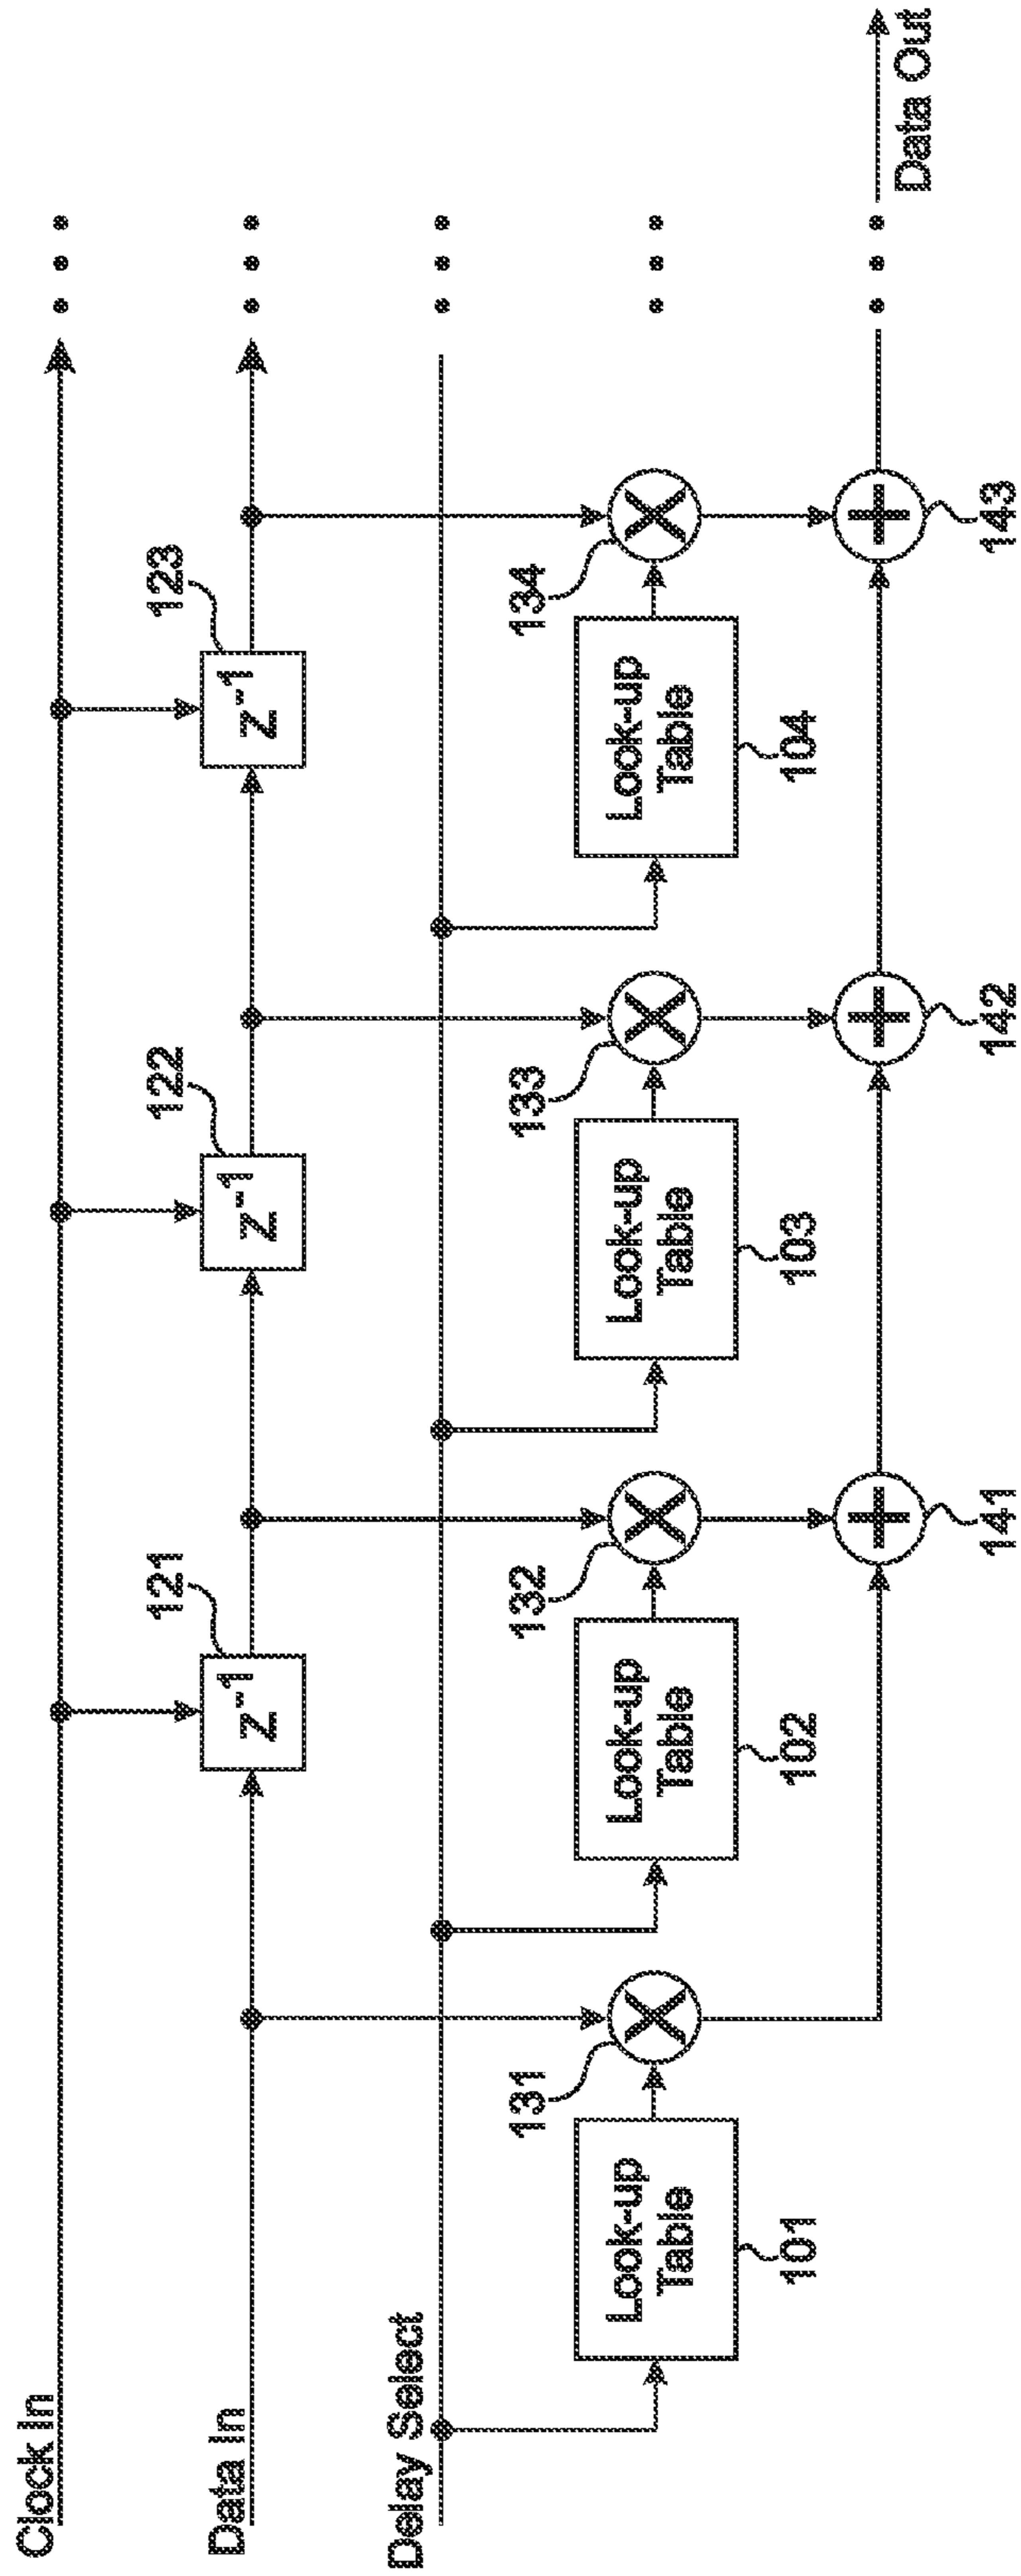 Clock In
Data In
Delay Select
121
z⁻¹
122
z⁻¹
123
z⁻¹
131
132
133
134
Look-up
Table
101
Look-up
Table
102
Look-up
Table
103
Look-up
Table
104
141
142
143
Data Out